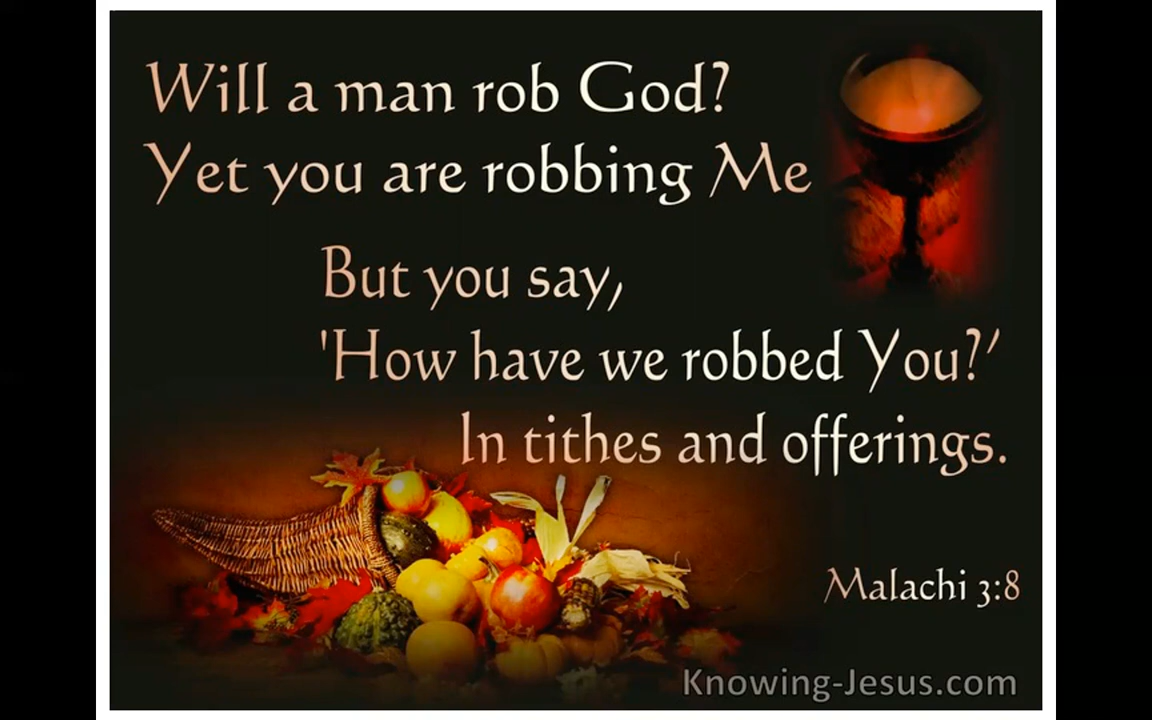 Will a man rob God?
Yet you are robbing Me
But you say,
'How have we robbed You?'
In tithes and offerings.
Malachi 3:8
Knowing-Jesus.com